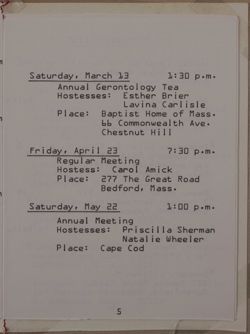 Saturday, March 13 1:30 p.m.
Annual Gerontology Tea
Hostesses: Esther Brier
Lavina Carlisle
Place: Baptist Home of Mass.
66 Commonwealth Ave.
Chestnut Hill
Friday, April 23 7:30 p.m.
Regular Meeting
Hostess: Carol Amick
Place: 277 The Great Road
Bedford, Mass.
Saturday, May 22 1:00 p.m.
Annual Meeting
Hostesses: Priscilla Sherman
Natalie Wheeler
Place: Cape Cod
5